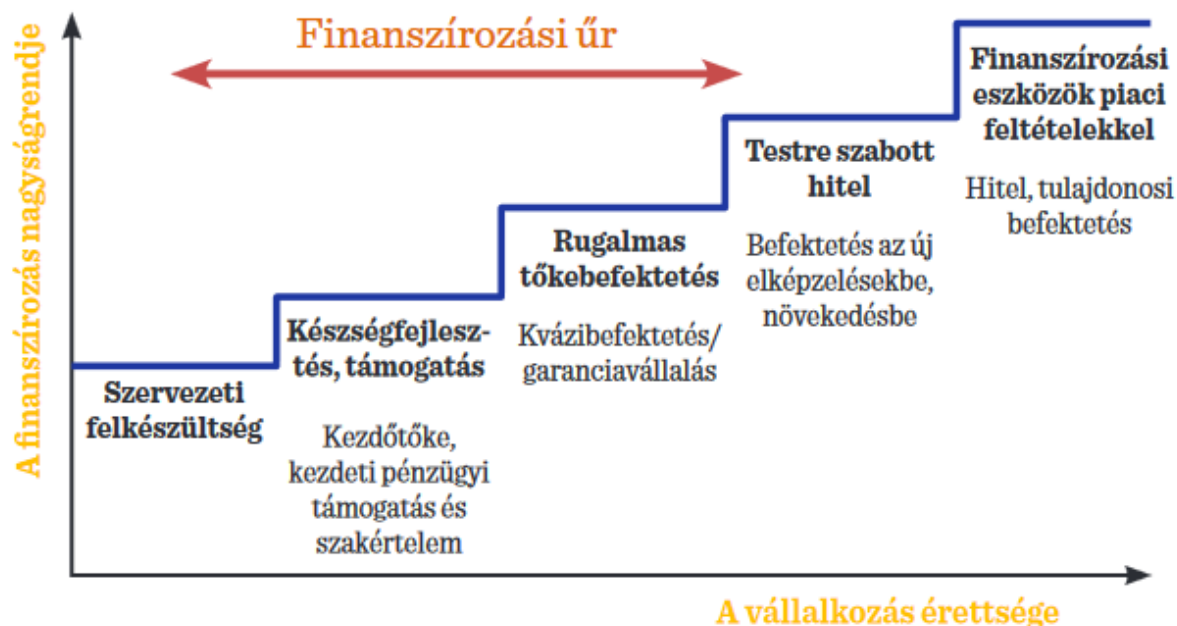 A finanszírozás nagyságrendje
Finanszírozási űr
Szervezeti
felkészültség
Készségfejlesz-
tés, támogatás
Kezdőtőke,
kezdeti pénzügyi
támogatás és
szakértelem
Rugalmas
tőkebefektetés
Kvázibefektetés/
garanciavállalás
Testre szabott
hitel
Befektetés az új
elképzelésekbe,
növekedésbe
Finanszírozási
eszközök piaci
feltételekkel
Hitel, tulajdonosi
befektetés
A vállalkozás érettsége